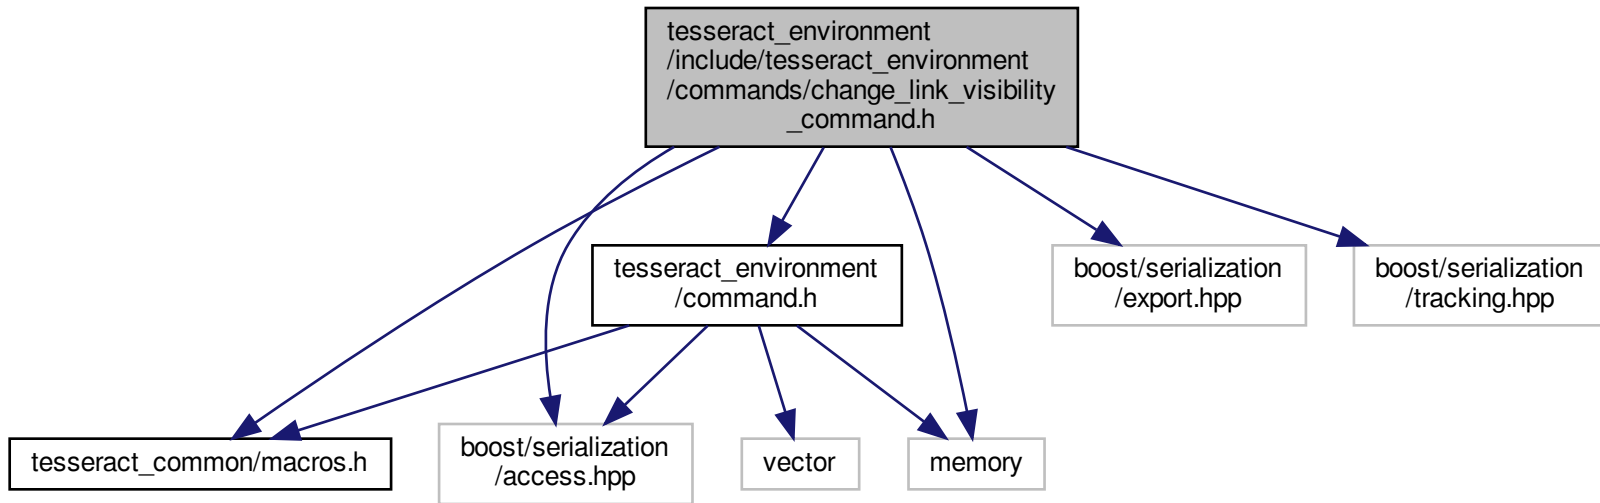 tesseract_environment
/include/tesseract_environment
/commands/change_link_visibility
_command.h
tesseract_environment
/command.h
boost/serialization
/export.hpp
boost/serialization
/tracking.hpp
tesseract_common/macros.h
boost/serialization
/access.hpp
vector
memory